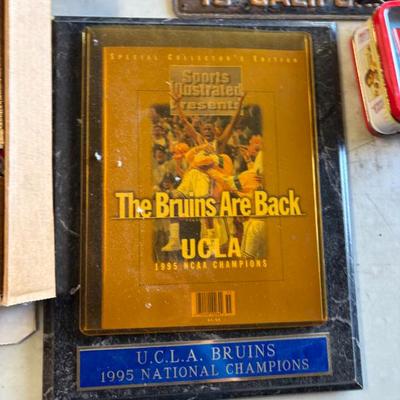 SPECIAL COLLECTOR'S EDITION
Sports
Illustrated
Presents
The Bruins Are Back
UCLA
1995 NCAA CHAMPIONS
U.C.L.A. BRUINS
1995 NATIONAL CHAMPIONS